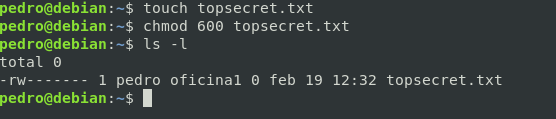 pedro@debian:~$ touch topsecret.txt
pedro@debian:~$ chmod 600 topsecret.txt
pedro@debian:~$ ls -l
total 0
-rw------- 1 pedro oficina1 0 feb 19 12:32 topsecret.txt
pedro@debian:~$